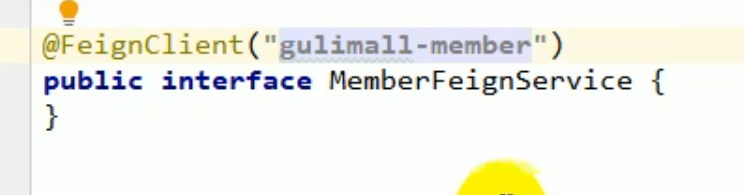 @FeignClient("gulimall-member")
public interface MemberFeignService {
}